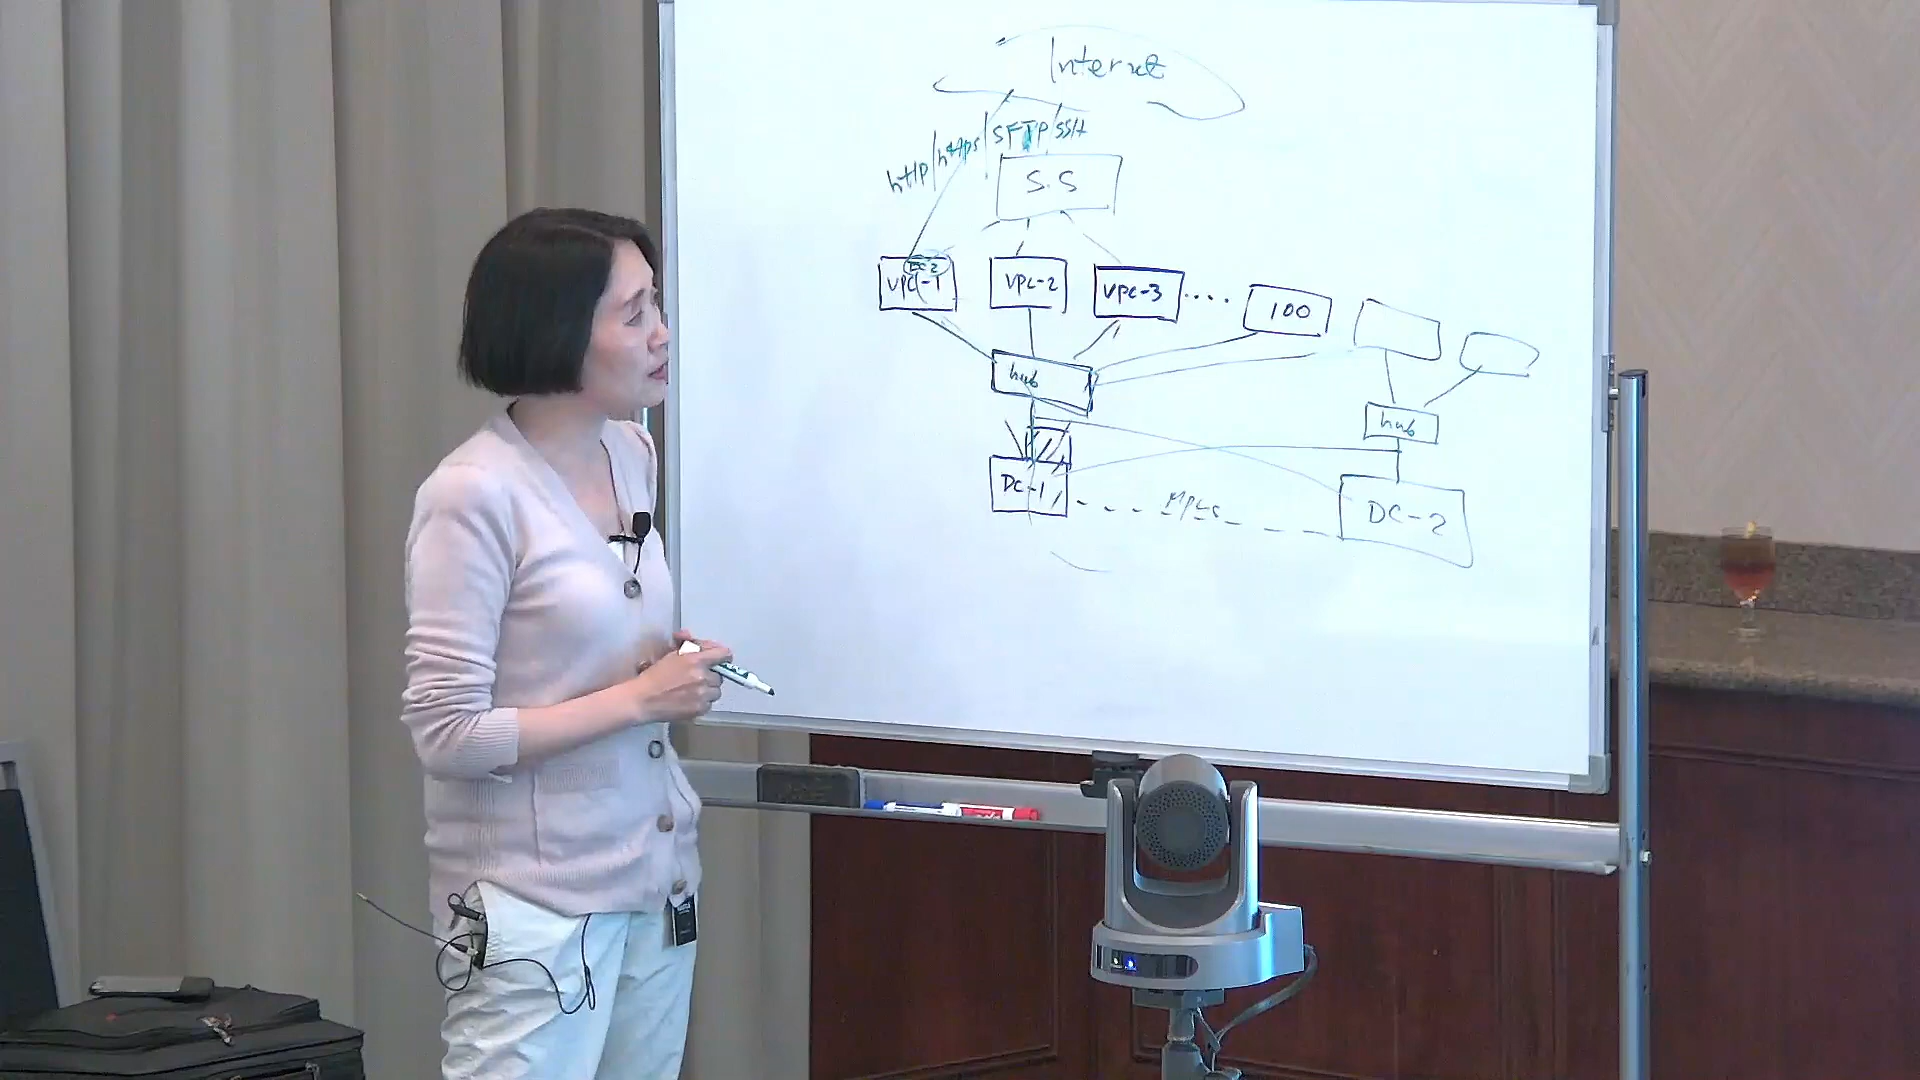 Internet
http/https/SFTP/SSH
S.S
EC2
VPC-1
VPC-2
VPC-3 ....
100
hub
hub
DC-1
MPLS
DC-2